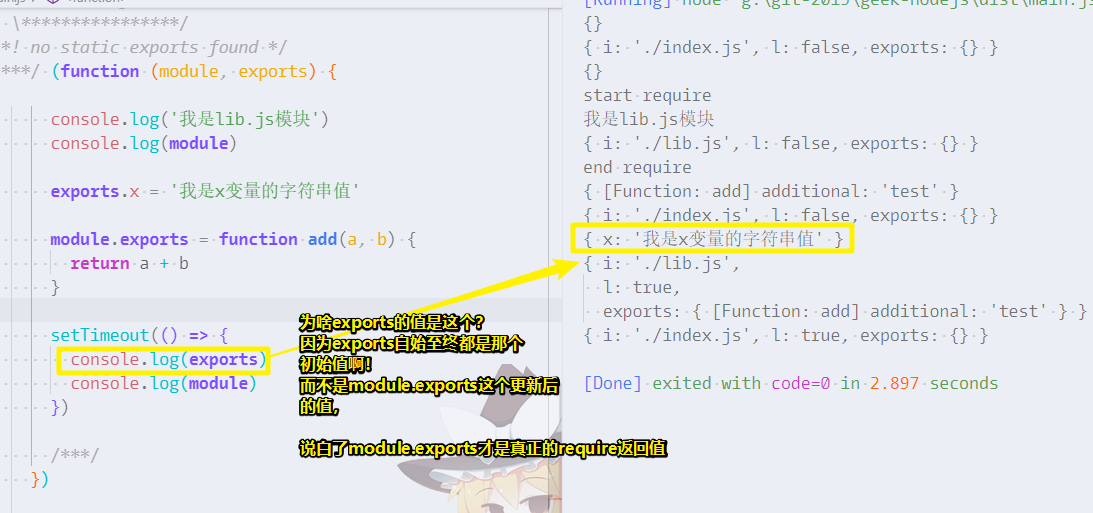 \****************/
*! no static exports found */
***/ (function (module, exports) {
console.log('我是lib.js模块')
console.log(module)
exports.x = '我是x变量的字符串值'
module.exports = function add(a, b) {
return a + b
}
setTimeout(() => {
console.log(exports)
console.log(module)
})
/***/
})
为啥exports的值是这个?
因为exports自始至终都是那个
初始值啊!
而不是module.exports这个更新后
的值,
说白了module.exports才是真正的require返回值
{}
{ i: './index.js', l: false, exports: {} }
{}
start require
我是lib.js模块
{ i: './lib.js', l: false, exports: {} }
end require
{ [Function: add] additional: 'test' }
{ i: './index.js', l: false, exports: {} }
{ x: '我是x变量的字符串值' }
{ i: './lib.js',
l: true,
exports: { [Function: add] additional: 'test' } }
{ i: './index.js', l: true, exports: {} }
[Done] exited with code=0 in 2.897 seconds